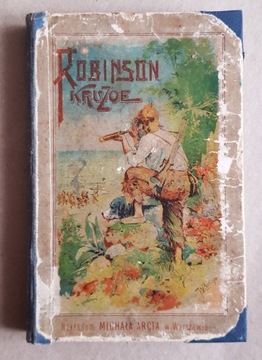 ROBINSON
KRUZOE
NAKŁADEM MICHAŁA ARCTA W WARSZAWIE